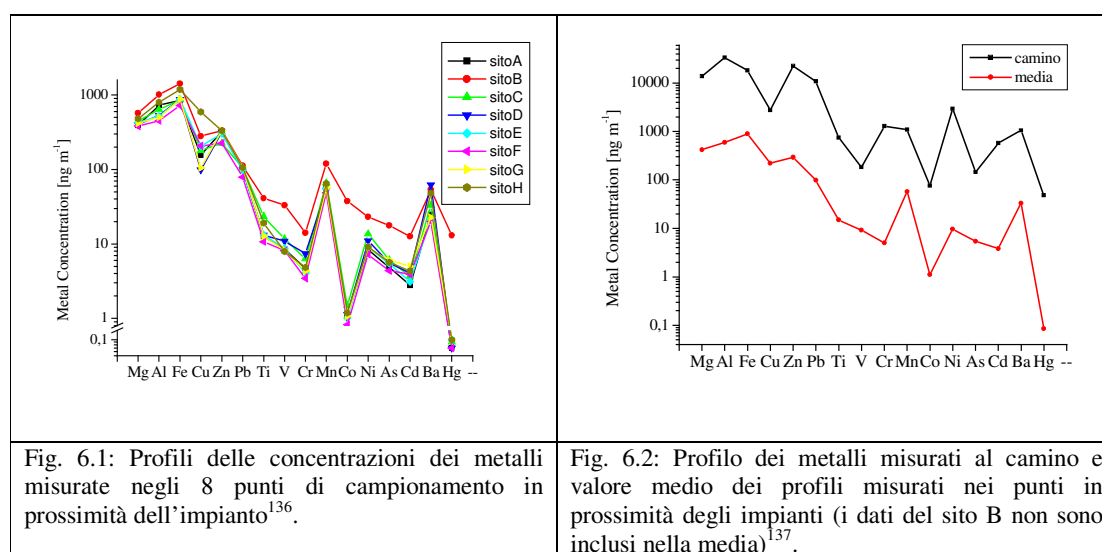 sitoA
sitoB
sitoC
sitoD
sitoE
sitoF
sitoG
sitoH
Metal Concentration [ng m⁻¹]
1000
100
10
1
0,1
Mg Al Fe Cu Zn Pb Ti V Cr Mn Co Ni As Cd Ba Hg --
Fig. 6.1: Profili delle concentrazioni dei metalli
misurate negli 8 punti di campionamento in
prossimità dell'impianto¹³⁶.
camino
media
Metal Concentration [ng m⁻¹]
10000
1000
100
10
1
0,1
Mg Al Fe Cu Zn Pb Ti V Cr Mn Co Ni As Cd Ba Hg --
Fig. 6.2: Profilo dei metalli misurati al camino e
valore medio dei profili misurati nei punti in
prossimità degli impianti (i dati del sito B non sono
inclusi nella media)¹³⁷.